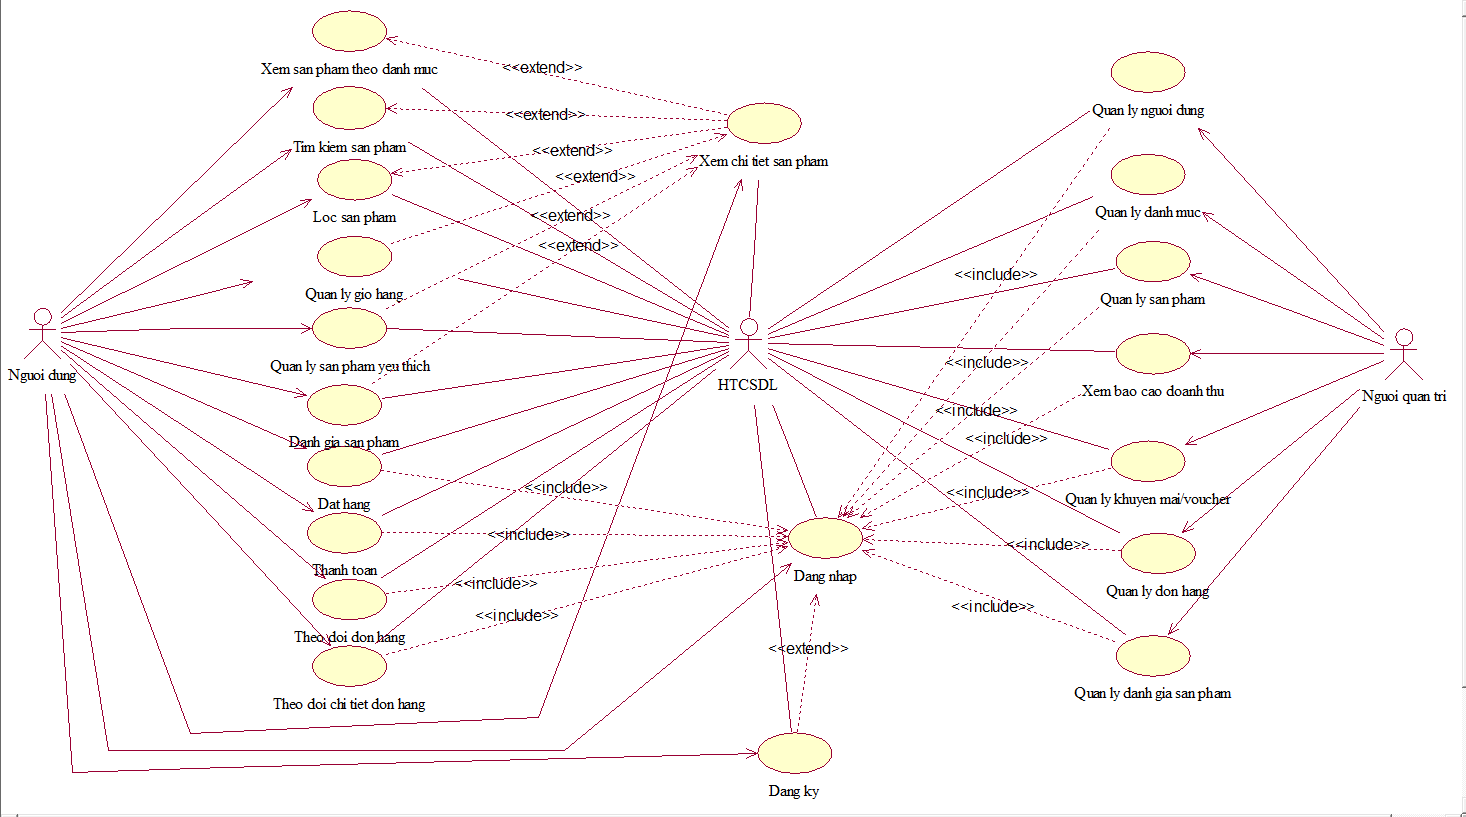 Xem san pham theo danh muc
<<extend>>
Tim kiem san pham
<<extend>>
Loc san pham
<<extend>>
Xem chi tiet san pham
<<extend>>
Quan ly gio hang
<<extend>>
Quan ly san pham yeu thich
<<extend>>
Danh gia san pham
Dat hang
<<include>>
Thanh toan
<<include>>
Theo doi don hang
<<include>>
Theo doi chi tiet don hang
<<include>>
Nguoi dung
HTCSDL
Dang nhap
<<extend>>
Dang ky
Quan ly nguoi dung
Quan ly danh muc
<<include>>
Quan ly san pham
<<include>>
Xem bao cao doanh thu
<<include>>
<<include>>
Quan ly khuyen mai/voucher
<<include>>
Quan ly don hang
<<include>>
Quan ly danh gia san pham
<<include>>
Nguoi quan tri